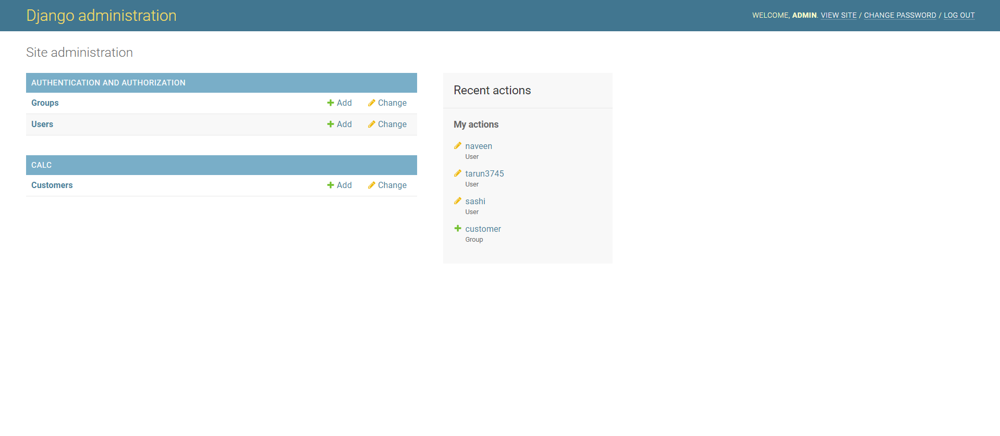 Django administration
WELCOME, ADMIN. VIEW SITE / CHANGE PASSWORD / LOG OUT
Site administration
AUTHENTICATION AND AUTHORIZATION
Groups Add Change
Users Add Change
CALC
Customers Add Change
Recent actions
My actions
naveen
User
tarun3745
User
sashi
User
customer
Group